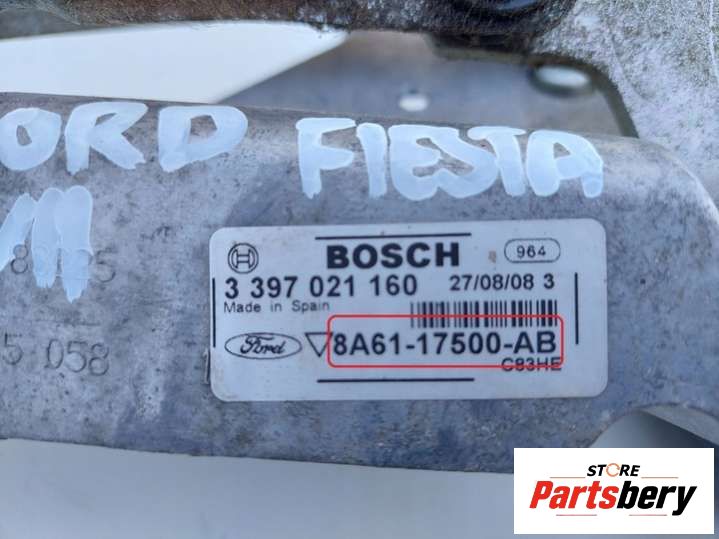 ORD FIESTA
BOSCH
964
3 397 021 160
27/08/08 3
Made in Spain
Ford
8A61-17500-AB
C83HE
5 058
STORE
Partsbery